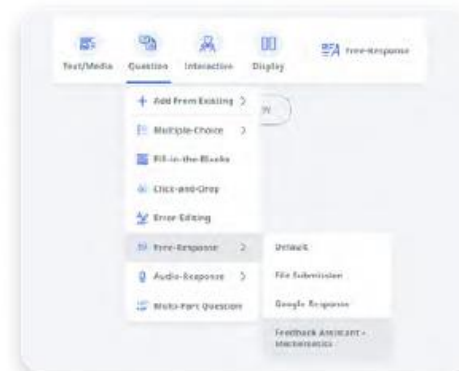 Text/Media Question Interactive Display Free-Response
Add From Existing
Multiple-Choice
Fill-in-the-Blanks
Click-and-Drop
Error Editing
Free-Response
Audio-Response
Multi-Part Question
Default
File Submission
Google Response
Feedback Assistant -
Mathematics